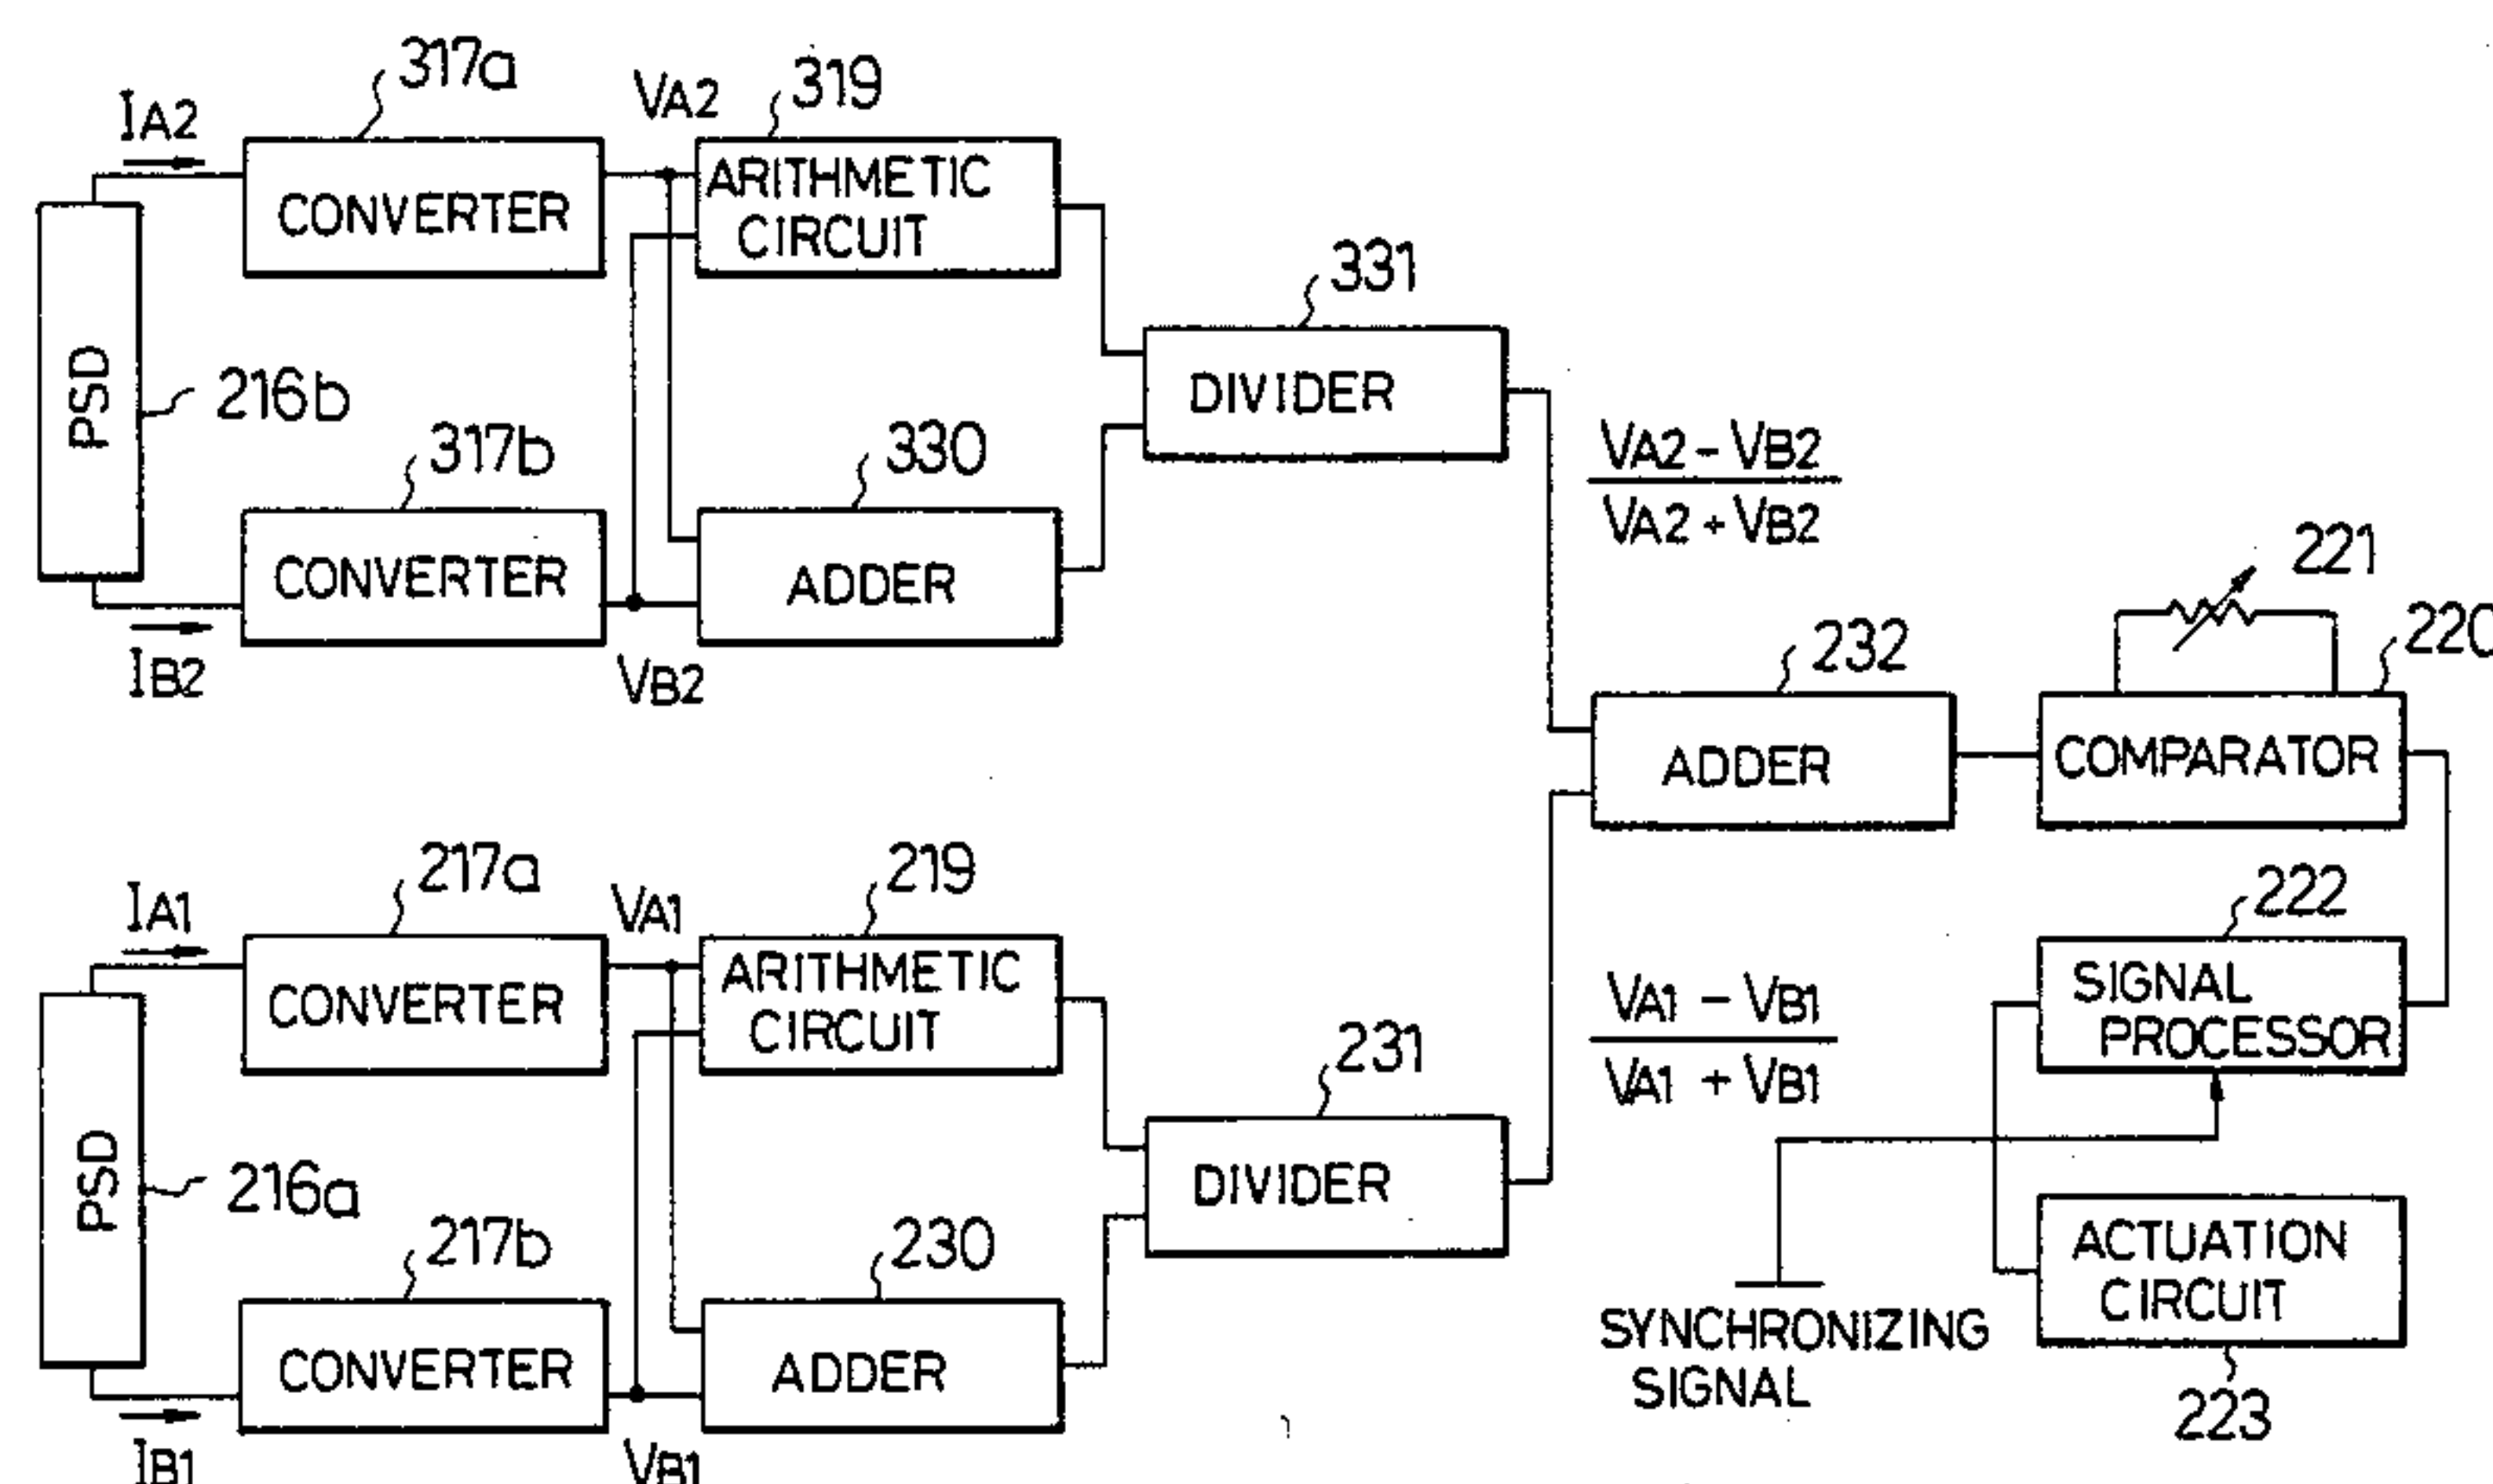 317a
VA2
319
IA2
CONVERTER
ARITHMETIC
CIRCUIT
331
PSD
216b
DIVIDER
317b
330
VA2 - VB2
VA2 + VB2
CONVERTER
ADDER
221
220
IB2
VB2
232
ADDER
COMPARATOR
217a
219
IA1
VA1
222
CONVERTER
ARITHMETIC
CIRCUIT
VA1 - VB1
VA1 + VB1
SIGNAL
PROCESSOR
231
PSD
216a
DIVIDER
217b
230
ACTUATION
CIRCUIT
CONVERTER
ADDER
SYNCHRONIZING
SIGNAL
223
IB1
VB1